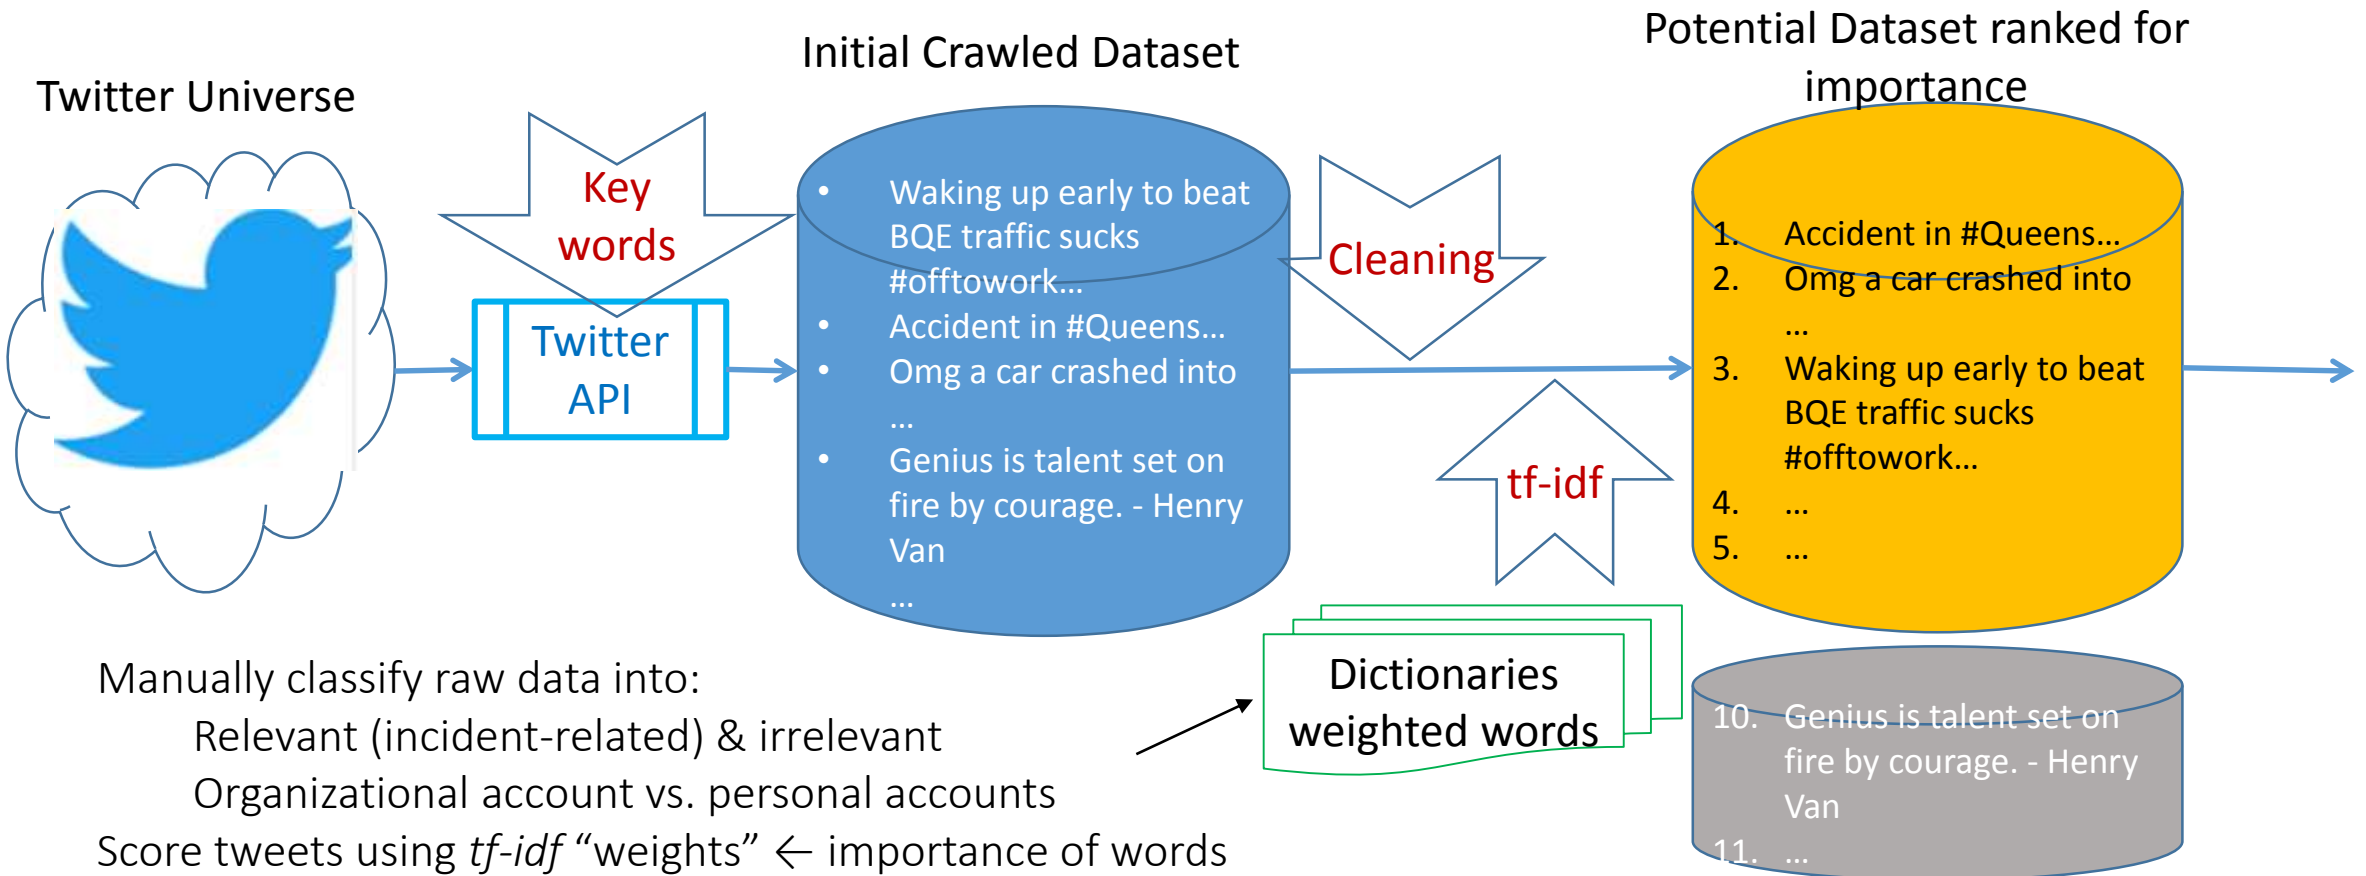 Twitter Universe
Initial Crawled Dataset
Potential Dataset ranked for
importance
Key
words
Twitter
API
• Waking up early to beat
BQE traffic sucks
#offtowork…
• Accident in #Queens…
• Omg a car crashed into
…
• Genius is talent set on
fire by courage. - Henry
Van
…
Cleaning
tf-idf
Dictionaries
weighted words
1. Accident in #Queens…
2. Omg a car crashed into
…
3. Waking up early to beat
BQE traffic sucks
#offtowork…
4. …
5. …
10. Genius is talent set on
fire by courage. - Henry
Van
11. …
Manually classify raw data into:
Relevant (incident-related) & irrelevant
Organizational account vs. personal accounts
Score tweets using tf-idf “weights” ← importance of words